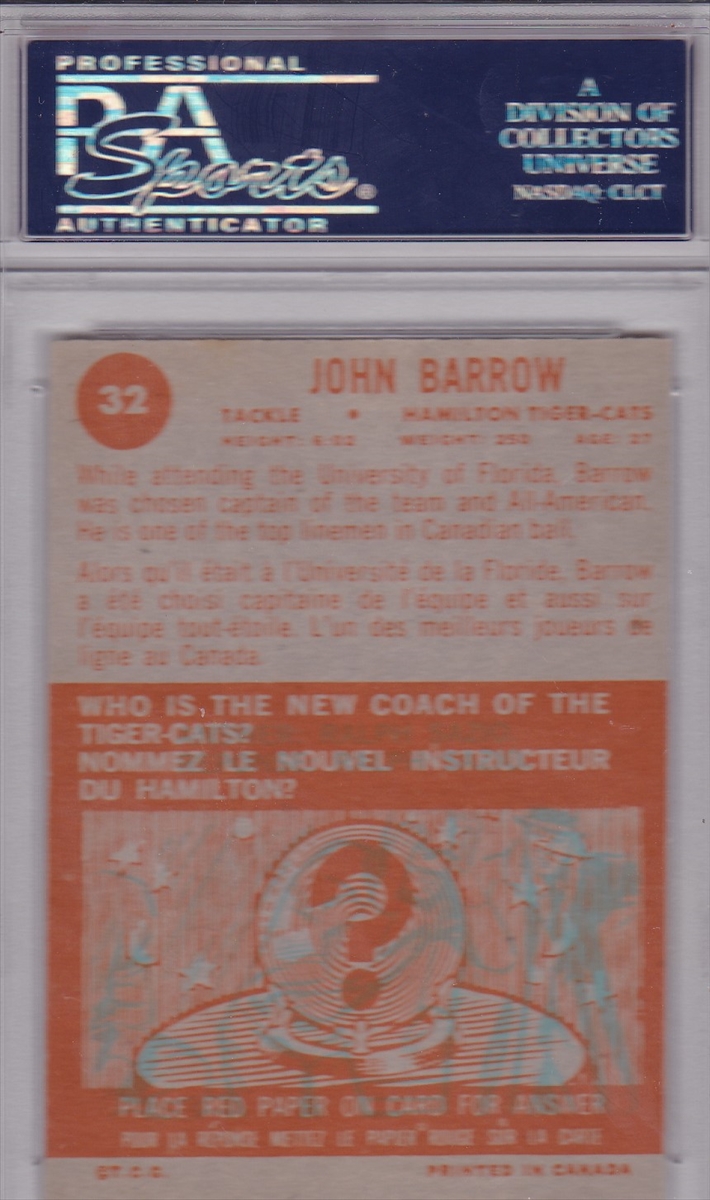 PROFESSIONAL
PSA
Sports®
AUTHENTICATOR
A
DIVISION OF
COLLECTORS
UNIVERSE
NASDAQ: CLCT
32
JOHN BARROW
TACKLE • HAMILTON TIGER-CATS
HEIGHT: 6:02 WEIGHT: 250 AGE: 27
While attending the University of Florida, Barrow
was chosen captain of the team and All-American.
He is one of the top linemen in Canadian ball.
Alors qu'il était à l'Université de la Floride, Barrow
a été choisi capitaine de l'équipe et aussi sur
l'équipe tout-étoile. L'un des meilleurs joueurs de
ligne au Canada.
WHO IS THE NEW COACH OF THE
TIGER-CATS?
NOMMEZ LE NOUVEL INSTRUCTEUR
DU HAMILTON?
?
PLACE RED PAPER ON CARD FOR ANSWER
POUR LA RÉPONSE METTEZ LE PAPIER ROUGE SUR LA CARTE
©T.C.G. PRINTED IN CANADA